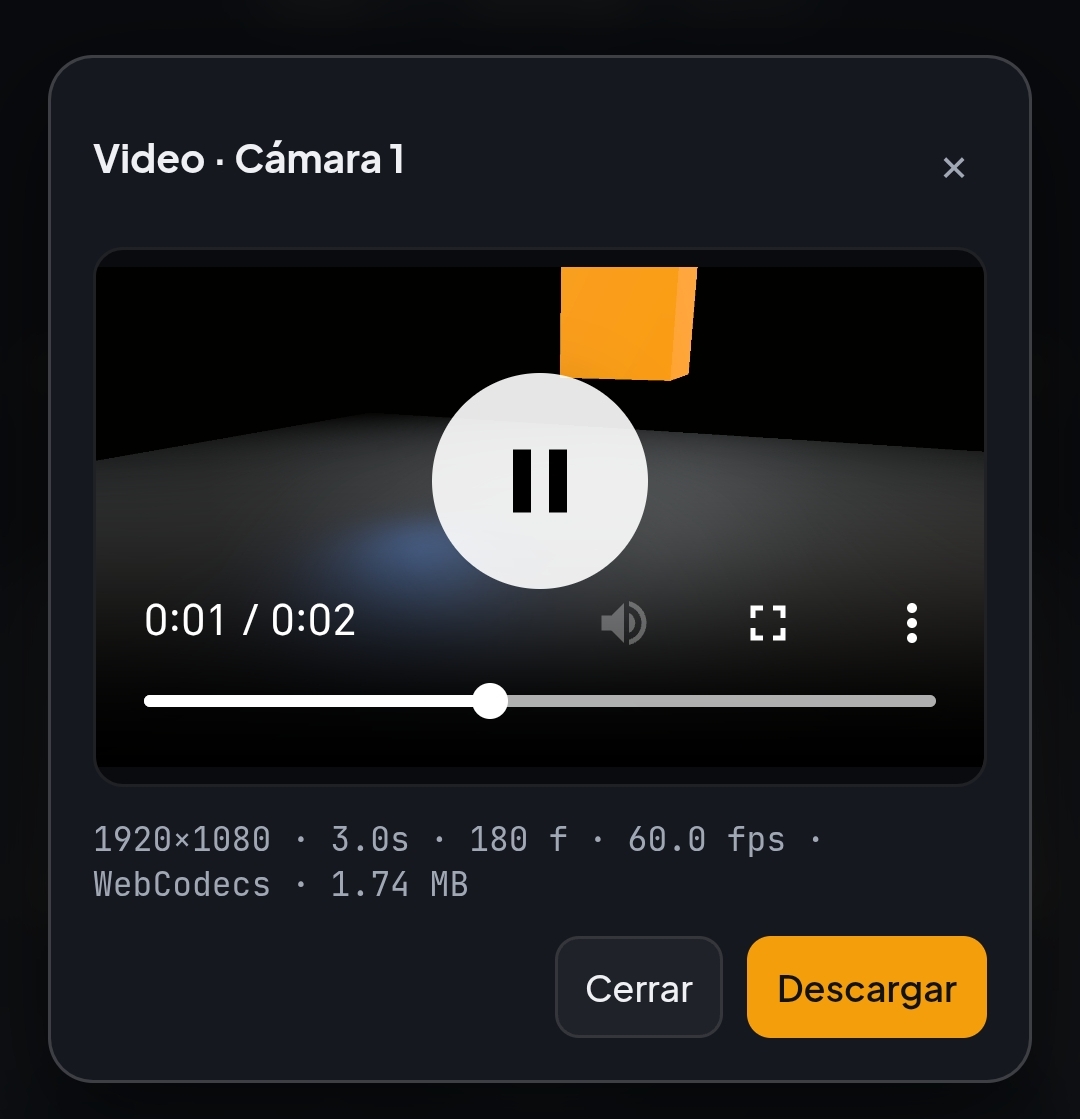 Video · Cámara 1
×
0:01 / 0:02
1920×1080 · 3.0s · 180 f · 60.0 fps ·
WebCodecs · 1.74 MB
Cerrar
Descargar